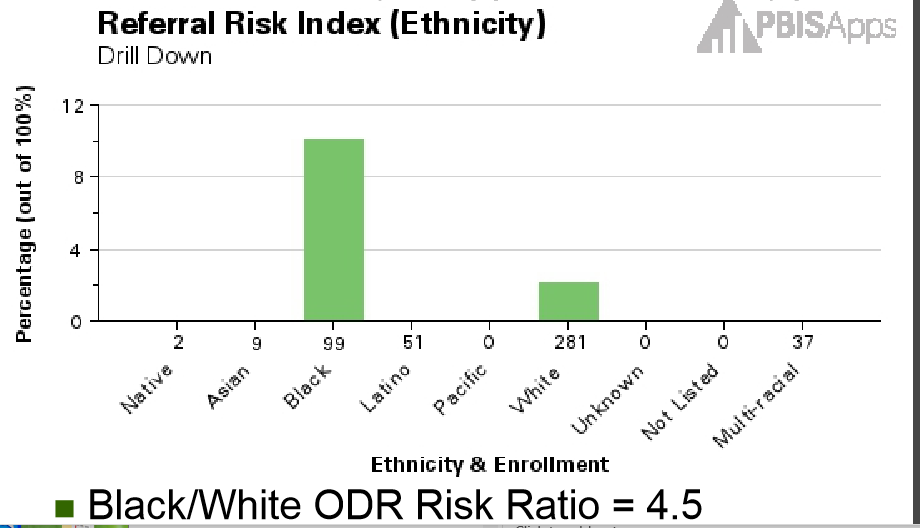 Referral Risk Index (Ethnicity)
PBISApps
Drill Down
Percentage (out of 100%)
12
8
4
0
2 9 99 51 0 281 0 0 37
Native Asian Black Latino Pacific White Unknown Not Listed Multi-racial
Ethnicity & Enrollment
Black/White ODR Risk Ratio = 4.5